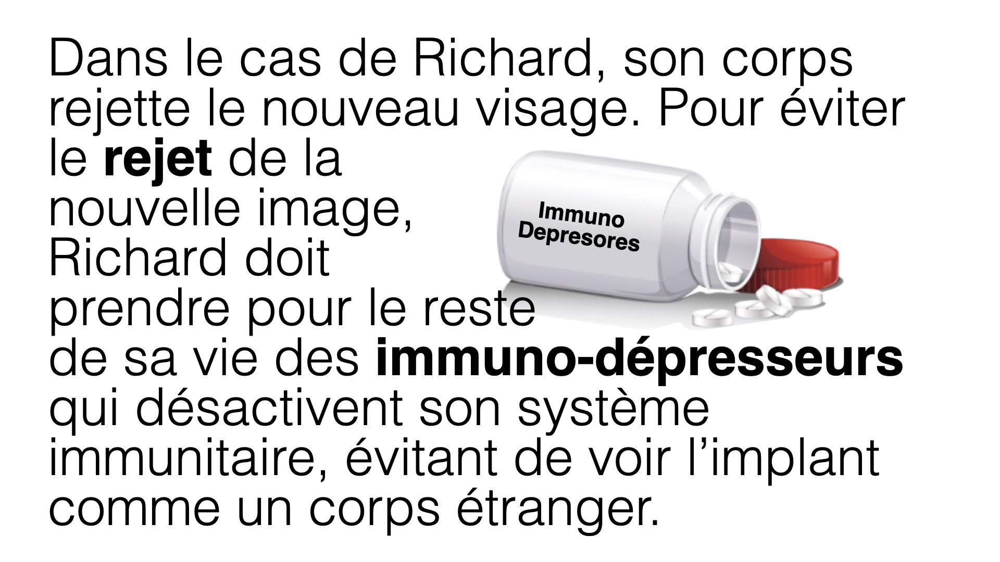 Dans le cas de Richard, son corps
rejette le nouveau visage. Pour éviter
le rejet de la
nouvelle image,
Richard doit
prendre pour le reste
de sa vie des immuno-dépresseurs
qui désactivent son système
immunitaire, évitant de voir l’implant
comme un corps étranger.
Immuno
Depresores